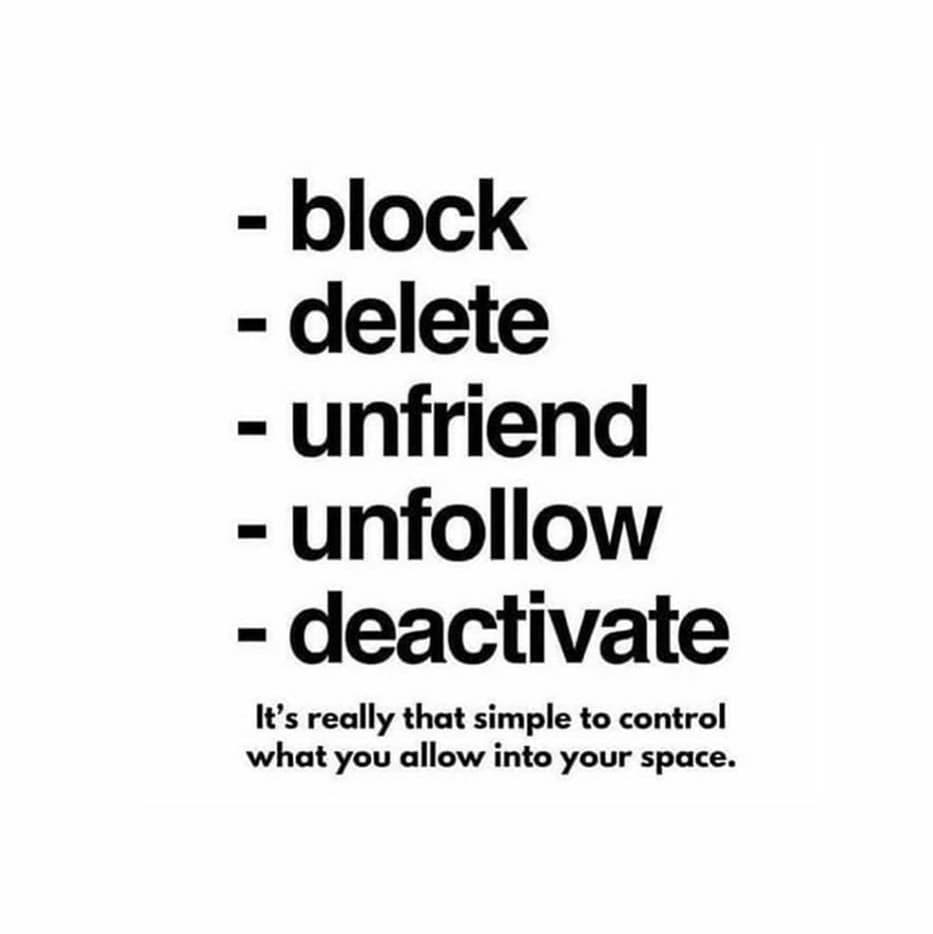 - block
- delete
- unfriend
- unfollow
- deactivate
It's really that simple to control
what you allow into your space.